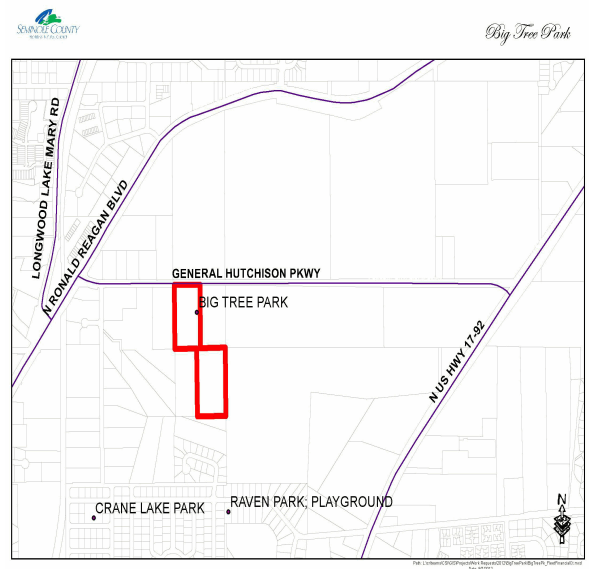 SEMINOLE COUNTY
Big Tree Park
LONGWOOD LAKE MARY RD
N RONALD REAGAN BLVD
GENERAL HUTCHISON PKWY
BIG TREE PARK
N US HWY 17-92
CRANE LAKE PARK
RAVEN PARK; PLAYGROUND
N